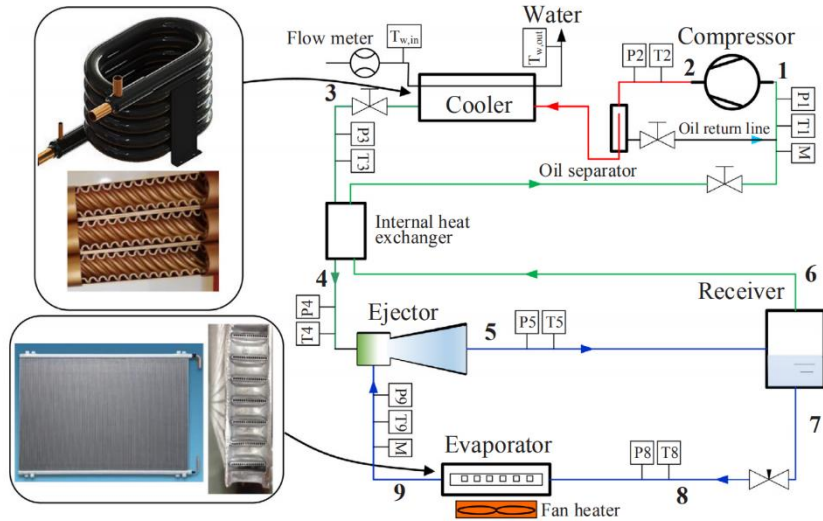 Water
Flow meter
T_w,in
T_w,out
Compressor
P2
T2
2
1
3
Cooler
P1
T1
M
Oil return line
P3
T3
Oil separator
Internal heat
exchanger
4
6
Receiver
P4
T4
Ejector
5
P5
T5
P9
T9
M
7
Evaporator
P8
T8
9
8
Fan heater